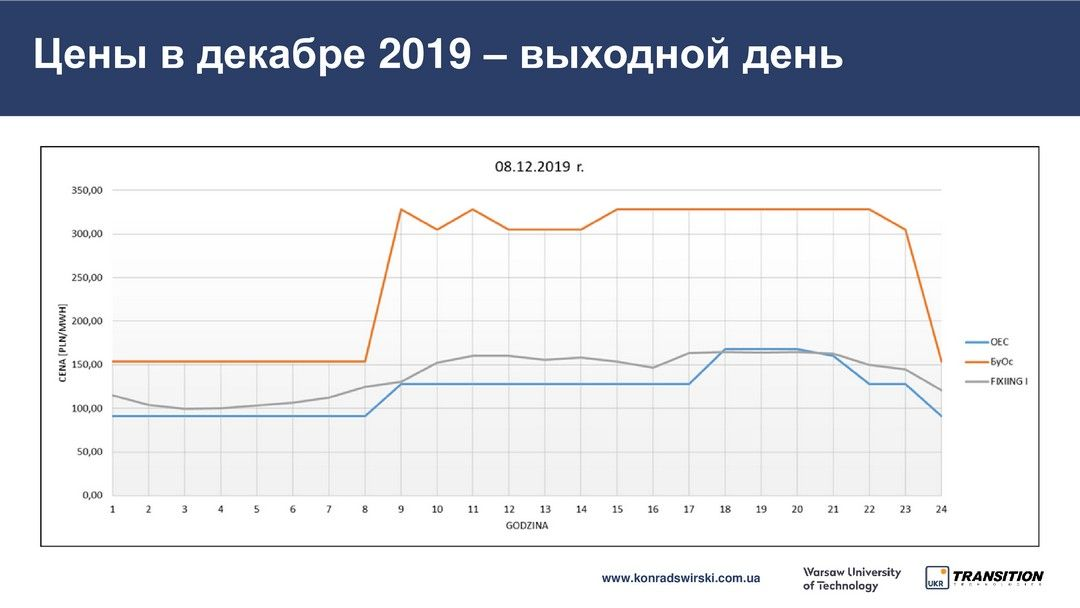 Цены в декабре 2019 – выходной день
08.12.2019 r.
350,00
300,00
250,00
200,00
150,00
100,00
50,00
0,00
CENA [PLN/MWH]
1 2 3 4 5 6 7 8 9 10 11 12 13 14 15 16 17 18 19 20 21 22 23 24
GODZINA
ОЕС
БуОс
FIXIING I
www.konradswirski.com.ua
Warsaw University
of Technology
UKR
TRANSITION
TECHNOLOGIES